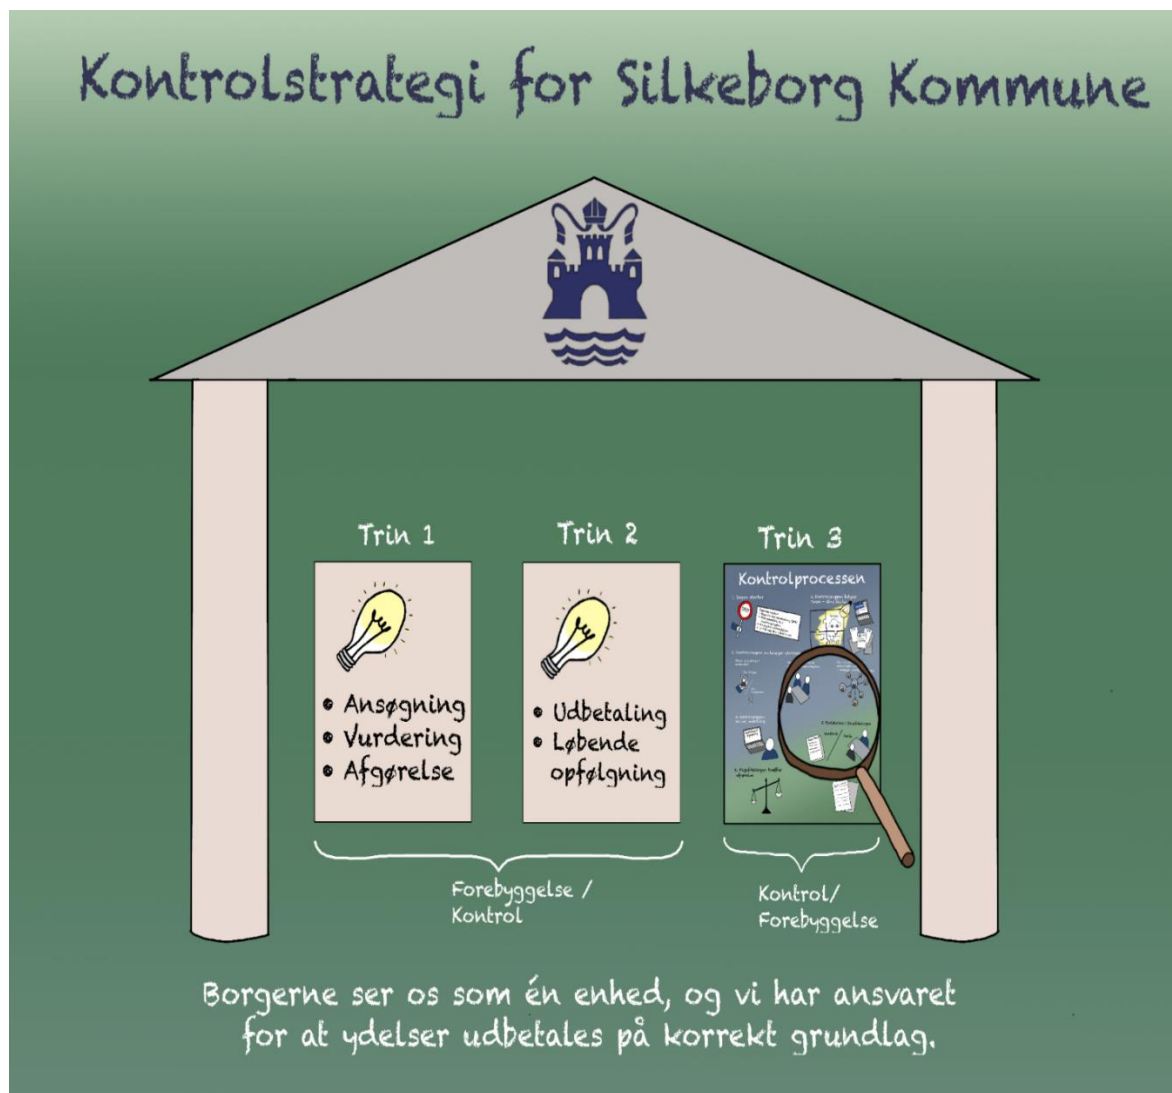 Kontrolstrategi for Silkeborg Kommune
Trin 1
Trin 2
Trin 3
• Ansøgning
• Vurdering
• Afgørelse
• Udbetaling
• Løbende
opfølgning
Kontrolprocessen
Forebyggelse /
Kontrol
Kontrol/
Forebyggelse
Borgerne ser os som én enhed, og vi har ansvaret
for at ydelser udbetales på korrekt grundlag.